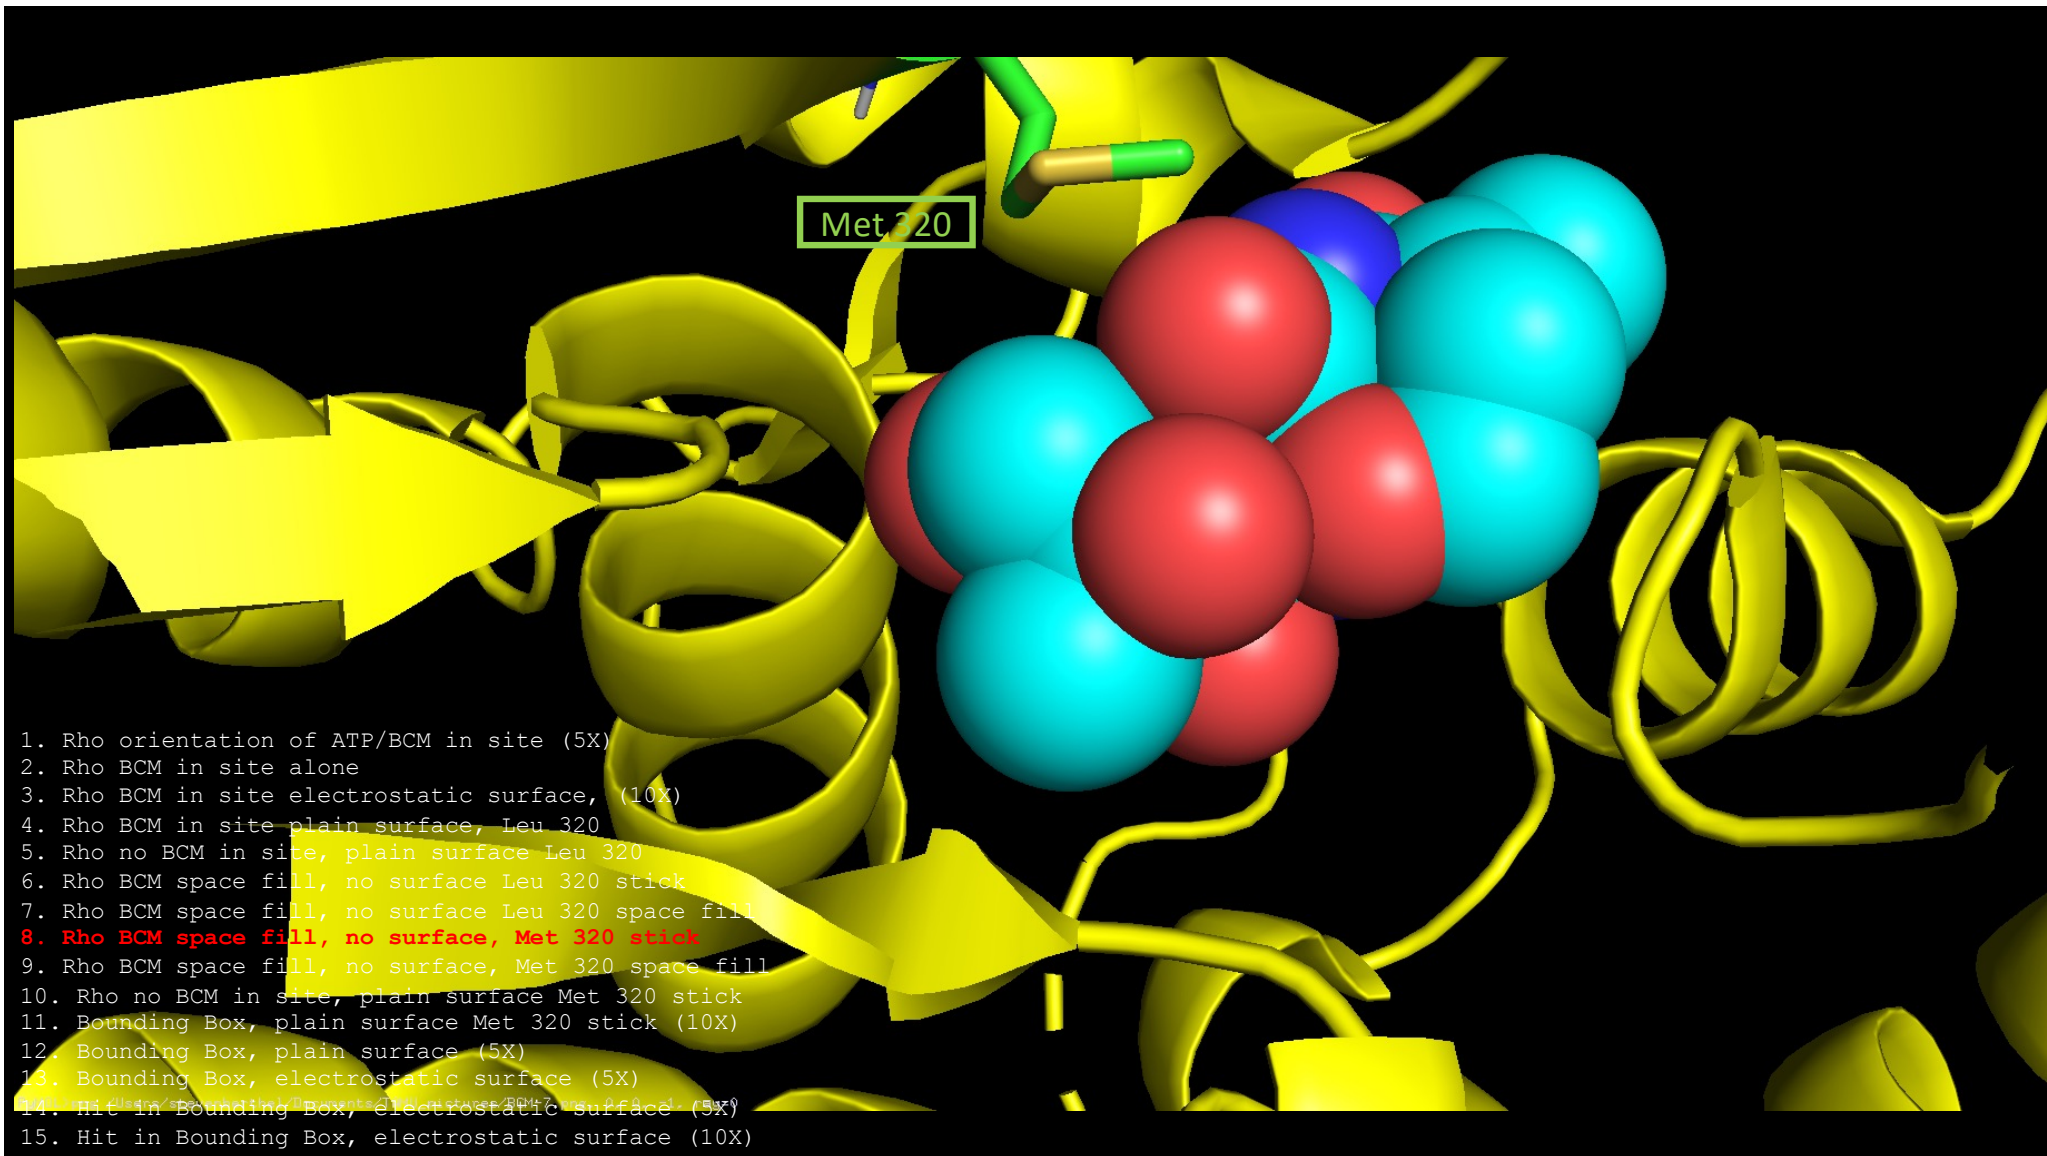 Met 320
1. Rho orientation of ATP/BCM in site (5X)
2. Rho BCM in site alone
3. Rho BCM in site electrostatic surface, (10X)
4. Rho BCM in site plain surface, Leu 320
5. Rho no BCM in site, plain surface Leu 320
6. Rho BCM space fill, no surface Leu 320 stick
7. Rho BCM space fill, no surface Leu 320 space fill
8. Rho BCM space fill, no surface, Met 320 stick
9. Rho BCM space fill, no surface, Met 320 space fill
10. Rho no BCM in site, plain surface Met 320 stick
11. Bounding Box, plain surface Met 320 stick (10X)
12. Bounding Box, plain surface (5X)
13. Bounding Box, electrostatic surface (5X)
14. Hit in Bounding Box, electrostatic surface (5X)
15. Hit in Bounding Box, electrostatic surface (10X)